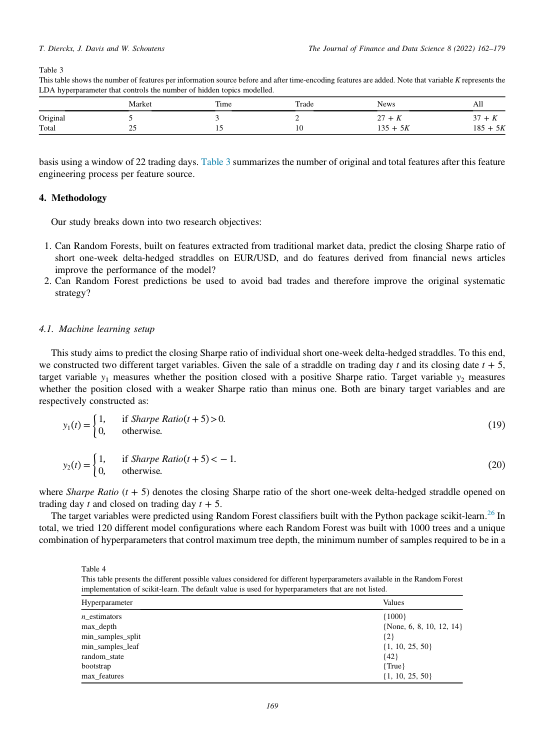 T. Diercks, J. Davis and W. Schoutens The Journal of Finance and Data Science 8 (2022) 162–179
Table 3
This table shows the number of features per information source before and after time-encoding features are added. Note that variable K represents the
LDA hyperparameter that controls the number of hidden topics modelled.
Market Time Trade News All
Original 5 3 2 27 + K 37 + K
Total 25 15 10 135 + 5K 185 + 5K
basis using a window of 22 trading days. Table 3 summarizes the number of original and total features after this feature
engineering process per feature source.
4. Methodology
Our study breaks down into two research objectives:
1. Can Random Forests, built on features extracted from traditional market data, predict the closing Sharpe ratio of
short one-week delta-hedged straddles on EUR/USD, and do features derived from financial news articles
improve the performance of the model?
2. Can Random Forest predictions be used to avoid bad trades and therefore improve the original systematic
strategy?
4.1. Machine learning setup
This study aims to predict the closing Sharpe ratio of individual short one-week delta-hedged straddles. To this end,
we constructed two different target variables. Given the sale of a straddle on trading day t and its closing date t + 5,
target variable y₁ measures whether the position closed with a positive Sharpe ratio. Target variable y₂ measures
whether the position closed with a weaker Sharpe ratio than minus one. Both are binary target variables and are
respectively constructed as:
y₁(t) = { 1, if Sharpe Ratio(t + 5) > 0.
0, otherwise. (19)
y₂(t) = { 1, if Sharpe Ratio(t + 5) < − 1.
0, otherwise. (20)
where Sharpe Ratio (t + 5) denotes the closing Sharpe ratio of the short one-week delta-hedged straddle opened on
trading day t and closed on trading day t + 5.
The target variables were predicted using Random Forest classifiers built with the Python package scikit-learn.²⁶ In
total, we tried 120 different model configurations where each Random Forest was built with 1000 trees and a unique
combination of hyperparameters that control maximum tree depth, the minimum number of samples required to be in a
Table 4
This table presents the different possible values considered for different hyperparameters available in the Random Forest
implementation of scikit-learn. The default value is used for hyperparameters that are not listed.
Hyperparameter Values
n_estimators {1000}
max_depth {None, 6, 8, 10, 12, 14}
min_samples_split {2}
min_samples_leaf {1, 10, 25, 50}
random_state {42}
bootstrap {True}
max_features {1, 10, 25, 50}
169